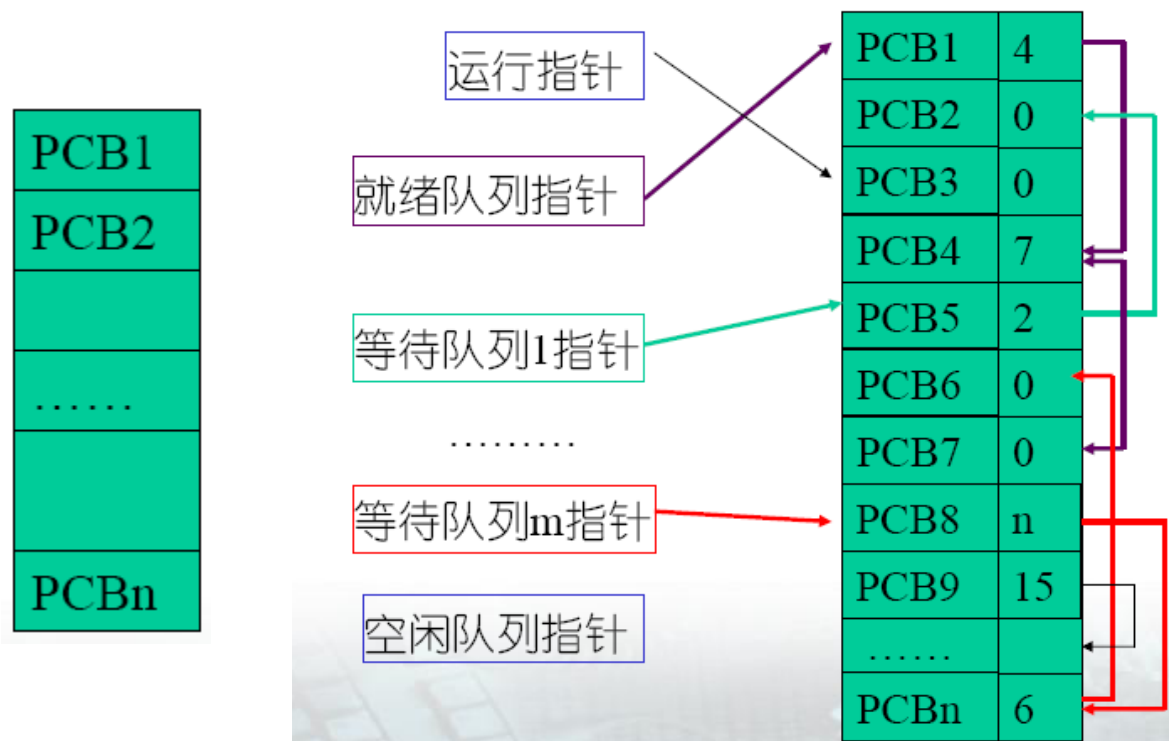 PCB1
PCB2
……
PCBn
运行指针
就绪队列指针
等待队列1指针
………
等待队列m指针
空闲队列指针
PCB1 4
PCB2 0
PCB3 0
PCB4 7
PCB5 2
PCB6 0
PCB7 0
PCB8 n
PCB9 15
……
PCBn 6